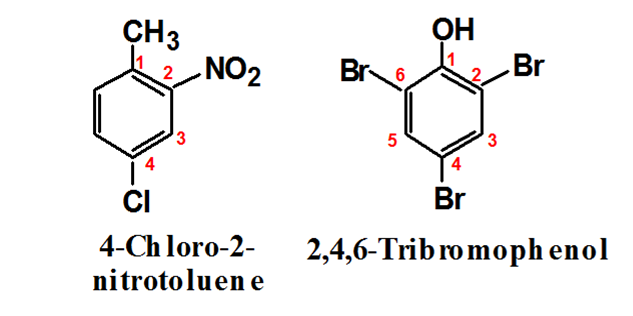 CH3
1
2
NO2
3
4
Cl
4-Chloro-2-
nitrotoluene
OH
1
Br
6
2
Br
5
3
4
Br
2,4,6-Tribromophenol